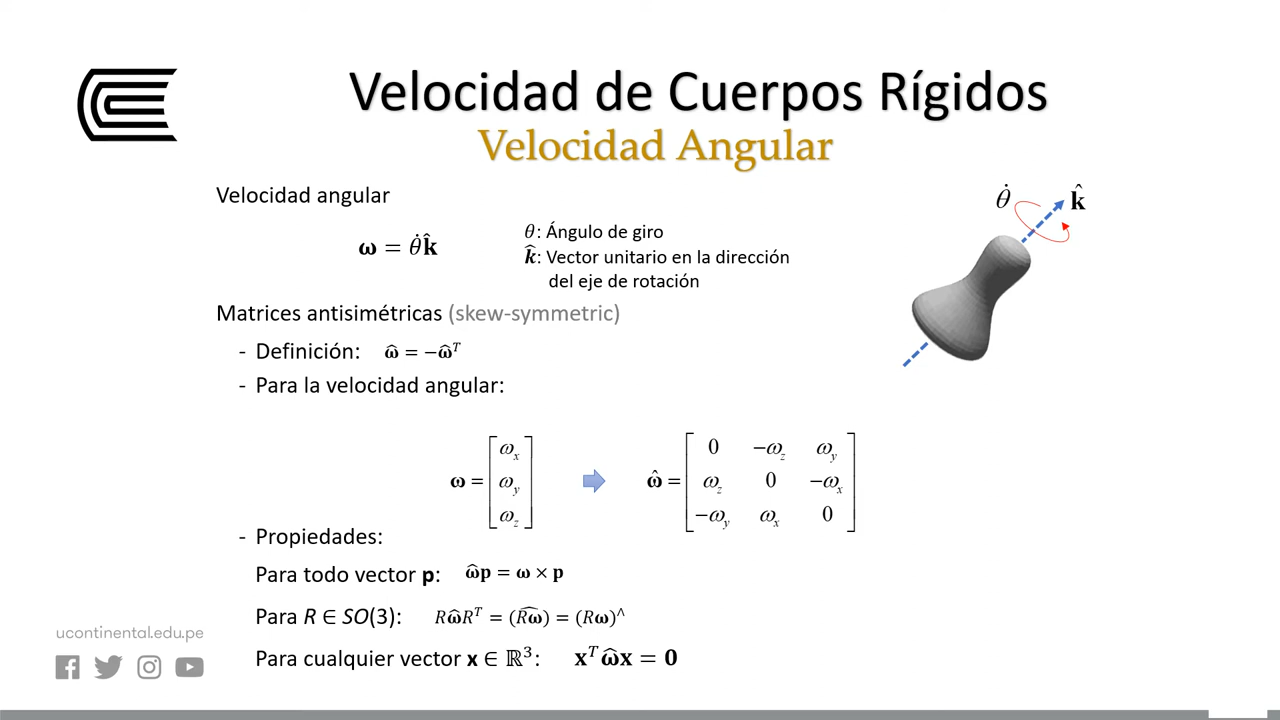 Velocidad de Cuerpos Rígidos
Velocidad Angular
Velocidad angular
ω = θ̇k̂
θ: Ángulo de giro
k̂: Vector unitario en la dirección
del eje de rotación
θ̇ k̂
Matrices antisimétricas (skew-symmetric)
- Definición: ω̂ = −ω̂ᵀ
- Para la velocidad angular:
ω = [ωx ωy ωz] ω̂ = [0 −ωz ωy
ωz 0 −ωx
−ωy ωx 0]
- Propiedades:
Para todo vector p: ω̂p = ω × p
Para R ∈ SO(3): Rω̂Rᵀ = (R͡ω) = (Rω)^
Para cualquier vector x ∈ ℝ³: xᵀω̂x = 0
ucontinental.edu.pe